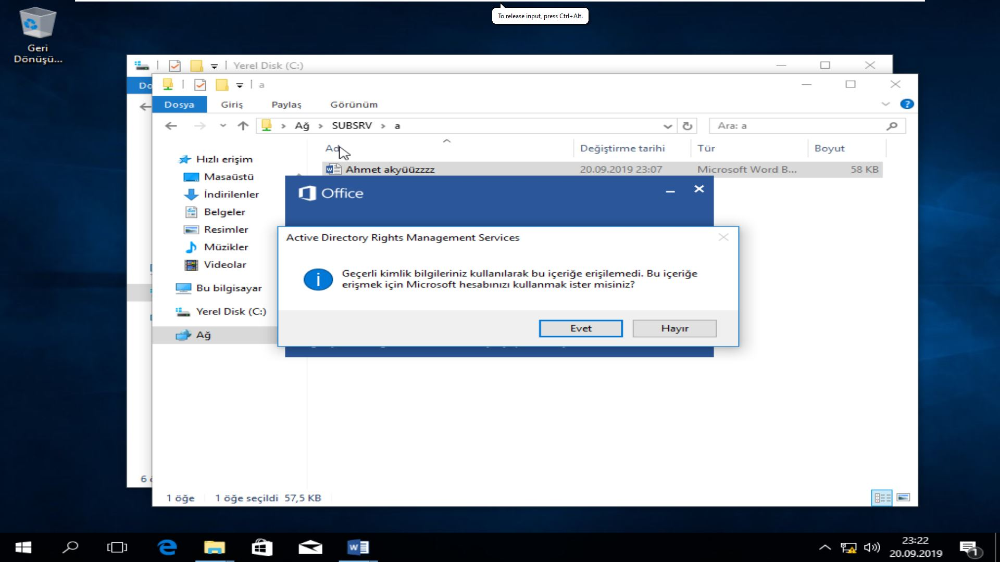 To release input, press Ctrl+Alt.
Geri
Dönüşü...
Yerel Disk (C:)
Do
a
Dosya
Giriş
Paylaş
Görünüm
Ağ
SUBSRV
a
Ara: a
Ad
Değiştirme tarihi
Tür
Boyut
Ahmet akyüüzzzz
20.09.2019 23:07
Microsoft Word B...
58 KB
Hızlı erişim
Masaüstü
İndirilenler
Belgeler
Resimler
Müzikler
Videolar
Bu bilgisayar
Yerel Disk (C:)
Ağ
Office
Active Directory Rights Management Services
Geçerli kimlik bilgileriniz kullanılarak bu içeriğe erişilemedi. Bu içeriğe
erişmek için Microsoft hesabınızı kullanmak ister misiniz?
Evet
Hayır
6
1 öğe
1 öğe seçildi 57,5 KB
23:22
20.09.2019
1